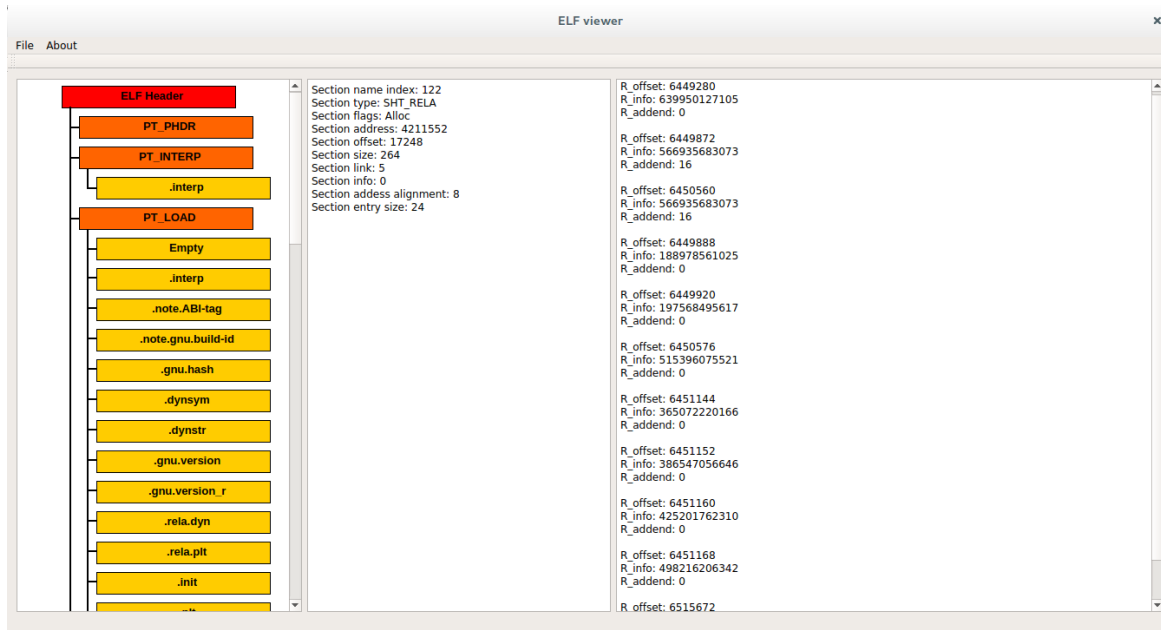 ELF viewer
File About
ELF Header
PT_PHDR
PT_INTERP
.interp
PT_LOAD
Empty
.interp
.note.ABI-tag
.note.gnu.build-id
.gnu.hash
.dynsym
.dynstr
.gnu.version
.gnu.version_r
.rela.dyn
.rela.plt
.init
Section name index: 122
Section type: SHT_RELA
Section flags: Alloc
Section address: 4211552
Section offset: 17248
Section size: 264
Section link: 5
Section info: 0
Section addess alignment: 8
Section entry size: 24
R_offset: 6449280
R_info: 639950127105
R_addend: 0
R_offset: 6449872
R_info: 566935683073
R_addend: 16
R_offset: 6450560
R_info: 566935683073
R_addend: 16
R_offset: 6449888
R_info: 188978561025
R_addend: 0
R_offset: 6449920
R_info: 197568495617
R_addend: 0
R_offset: 6450576
R_info: 515396075521
R_addend: 0
R_offset: 6451144
R_info: 365072220166
R_addend: 0
R_offset: 6451152
R_info: 386547056646
R_addend: 0
R_offset: 6451160
R_info: 425201762310
R_addend: 0
R_offset: 6451168
R_info: 498216206342
R_addend: 0
R_offset: 6515672